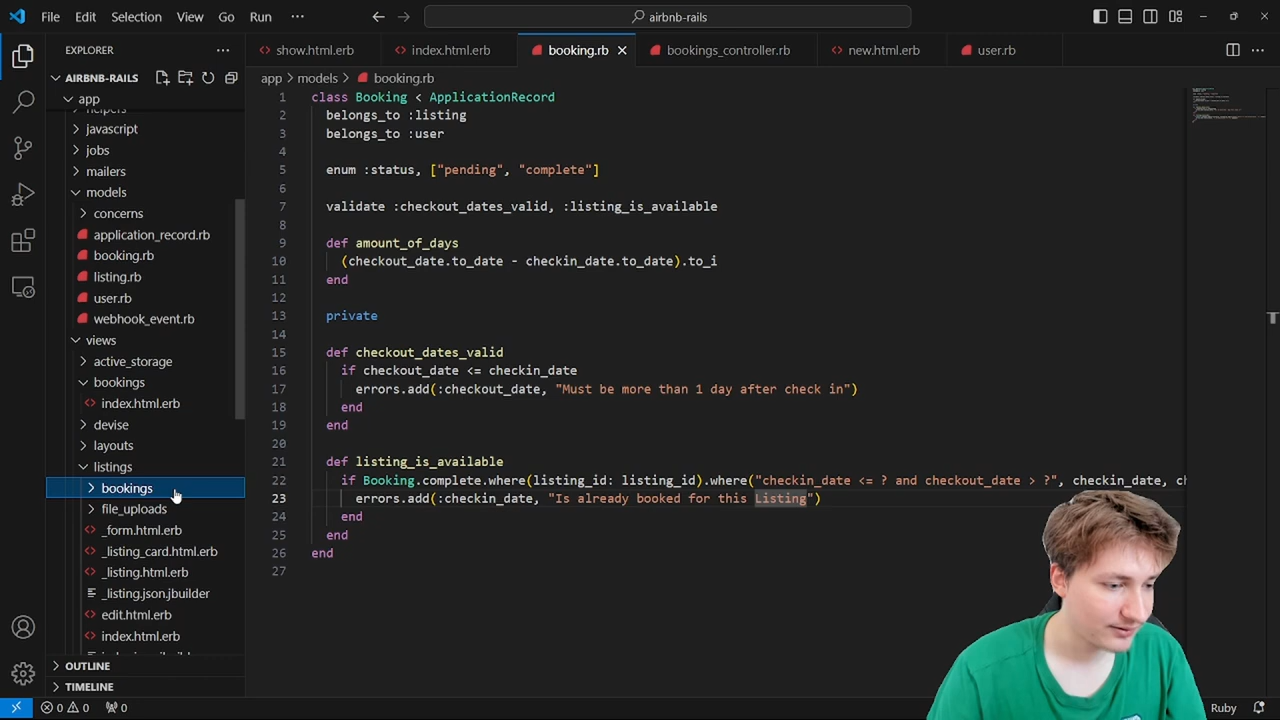 File Edit Selection View Go Run ··· airbnb-rails
EXPLORER ···
show.html.erb index.html.erb booking.rb bookings_controller.rb new.html.erb user.rb
AIRBNB-RAILS
app
javascript
jobs
mailers
models
concerns
application_record.rb
booking.rb
listing.rb
user.rb
webhook_event.rb
views
active_storage
bookings
index.html.erb
devise
layouts
listings
bookings
file_uploads
_form.html.erb
_listing_card.html.erb
_listing.html.erb
_listing.json.jbuilder
edit.html.erb
index.html.erb
OUTLINE
TIMELINE
app > models > booking.rb
1 class Booking < ApplicationRecord
2 belongs_to :listing
3 belongs_to :user
4
5 enum :status, ["pending", "complete"]
6
7 validate :checkout_dates_valid, :listing_is_available
8
9 def amount_of_days
10 (checkout_date.to_date - checkin_date.to_date).to_i
11 end
12
13 private
14
15 def checkout_dates_valid
16 if checkout_date <= checkin_date
17 errors.add(:checkout_date, "Must be more than 1 day after check in")
18 end
19 end
20
21 def listing_is_available
22 if Booking.complete.where(listing_id: listing_id).where("checkin_date <= ? and checkout_date > ?", checkin_date, ch
23 errors.add(:checkin_date, "Is already booked for this Listing")
24 end
25 end
26 end
27
0 0 0 Ruby